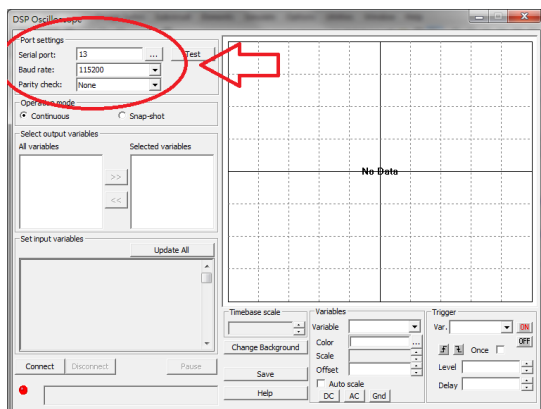 DSP Oscilloscope
Port settings
Serial port: 13 ... Test
Baud rate: 115200
Parity check: None
Operation mode
Continuous Snap-shot
Select output variables
All variables Selected variables
>>
<<
Set input variables
Update All
Connect Disconnect Pause
No Data
Timebase scale
Change Background
Save
Help
Variables
Variable
Color ...
Scale
Offset
Auto scale
DC AC Gnd
Trigger
Var. ON
OFF
Once
Level
Delay